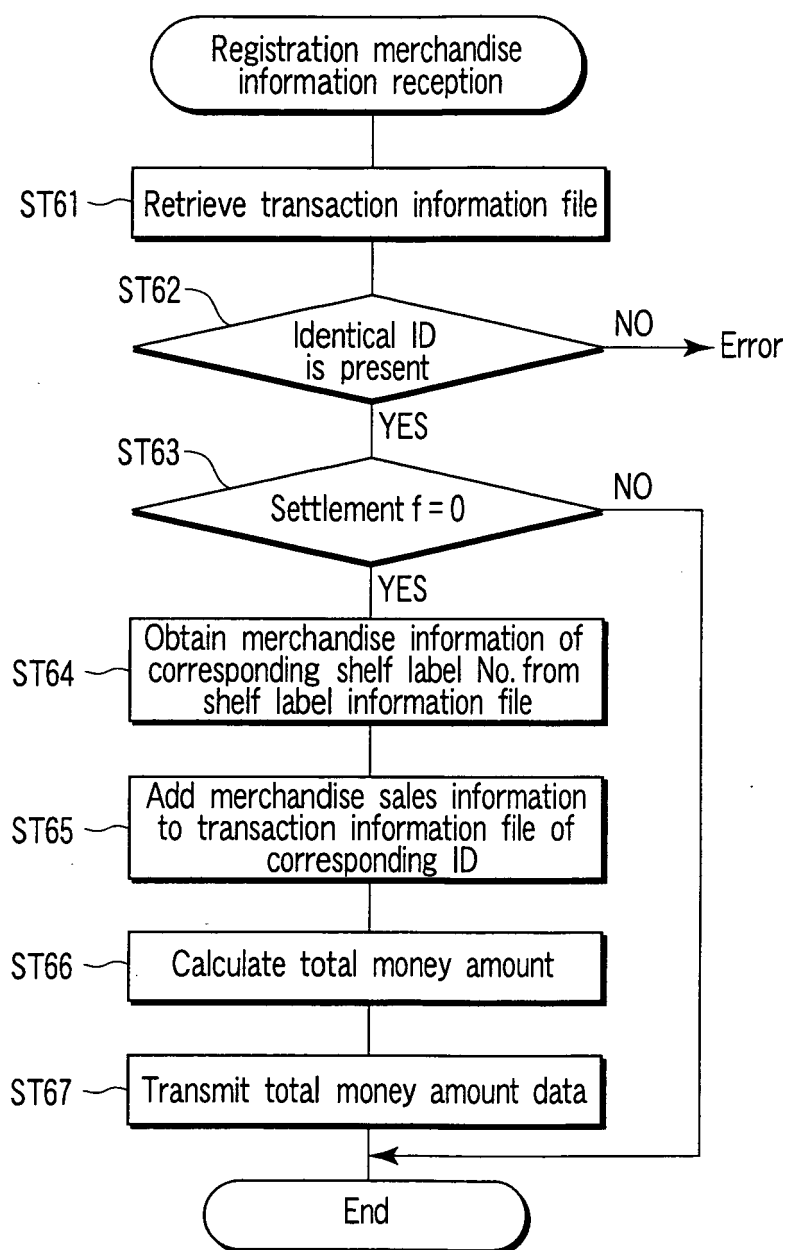 Registration merchandise
information reception
ST61
Retrieve transaction information file
ST62
Identical ID
is present
NO
Error
YES
ST63
Settlement f = 0
NO
YES
ST64
Obtain merchandise information of
corresponding shelf label No. from
shelf label information file
ST65
Add merchandise sales information
to transaction information file of
corresponding ID
ST66
Calculate total money amount
ST67
Transmit total money amount data
End